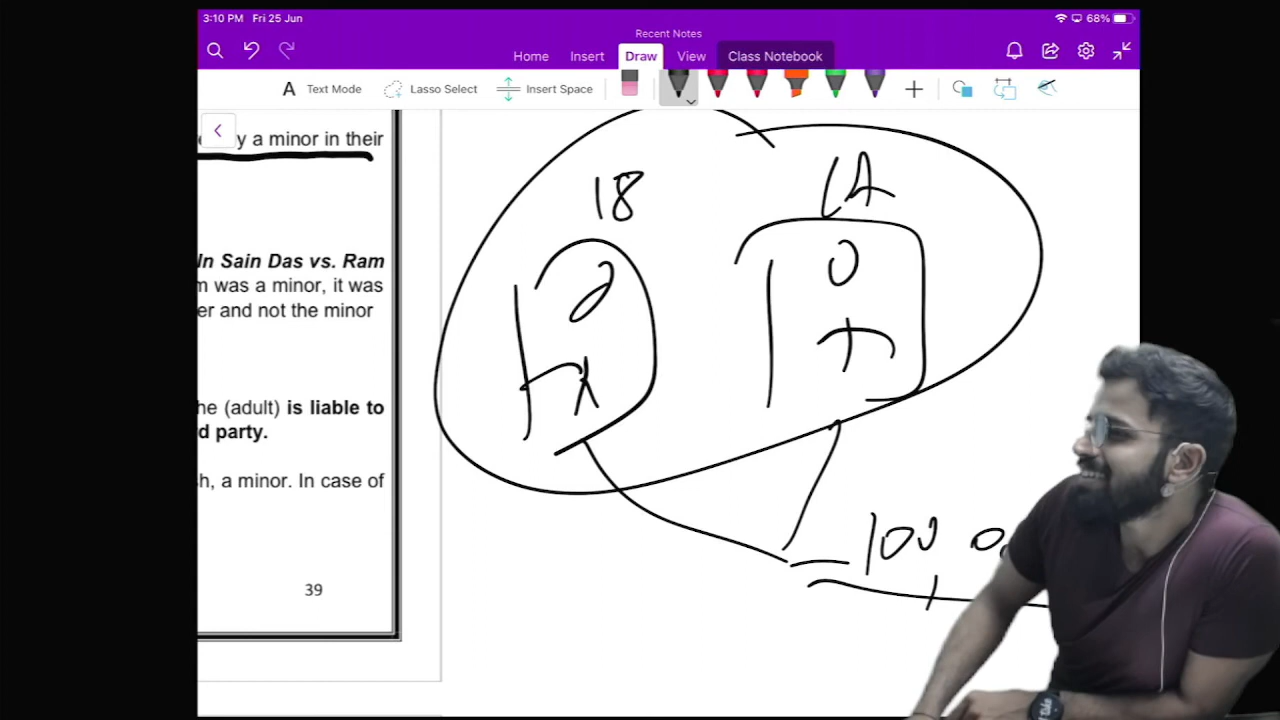 3:10 PM Fri 25 Jun
68%
Recent Notes
Home Insert Draw View Class Notebook
A Text Mode Lasso Select Insert Space
y a minor in their
In Sain Das vs. Ram
m was a minor, it was
er and not the minor
he (adult) is liable to
d party.
h, a minor. In case of
39
18
100